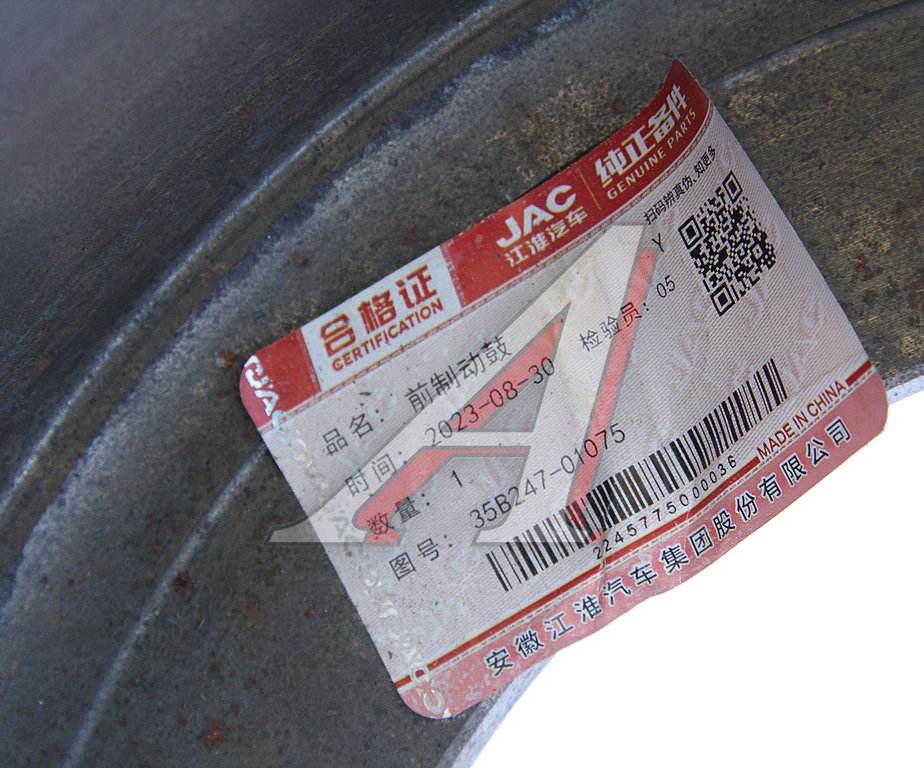 合格证
CERTIFICATION
JAC
江淮汽车
纯正备件
GENUINE PARTS
扫码辨真伪、知更多
Y
品名： 前制动鼓
时间： 2023-08-30 检验员： 05
数量： 1
图号： 35B247-01075
2245775000036
MADE IN CHINA
安徽江淮汽车集团股份有限公司
JAC